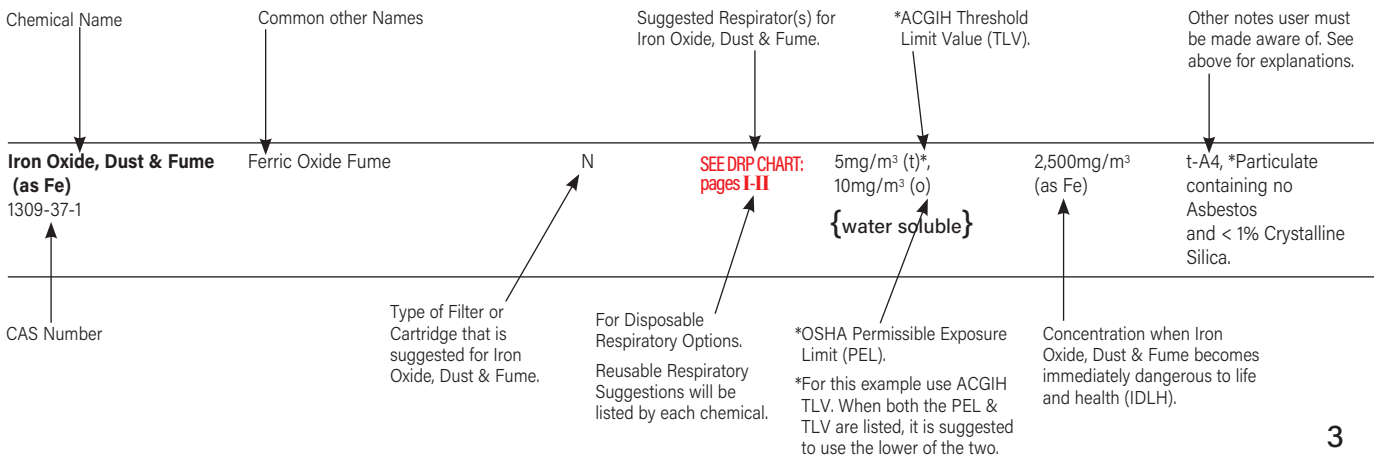 Chemical Name
Common other Names
Suggested Respirator(s) for
Iron Oxide, Dust & Fume.
*ACGIH Threshold
Limit Value (TLV).
Other notes user must
be made aware of. See
above for explanations.
Iron Oxide, Dust & Fume
(as Fe)
1309-37-1
Ferric Oxide Fume
N
SEE DRP CHART:
pages I-II
5mg/m³ (t)*,
10mg/m³ (o)
{water soluble}
2,500mg/m³
(as Fe)
t-A4, *Particulate
containing no
Asbestos
and < 1% Crystalline
Silica.
CAS Number
Type of Filter or
Cartridge that is
suggested for Iron
Oxide, Dust & Fume.
For Disposable
Respiratory Options.
Reusable Respiratory
Suggestions will be
listed by each chemical.
*OSHA Permissible Exposure
Limit (PEL).
*For this example use ACGIH
TLV. When both the PEL &
TLV are listed, it is suggested
to use the lower of the two.
Concentration when Iron
Oxide, Dust & Fume becomes
immediately dangerous to life
and health (IDLH).
3